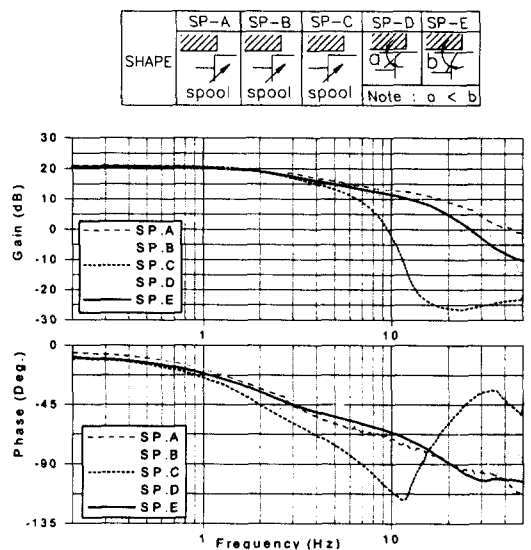 SP-A SP-B SP-C SP-D SP-E
SHAPE
a b
spool spool spool Note : a < b
30
20
10
0
-10
-20
-30
Gain (dB)
SP.A
SP.B
SP.C
SP.D
SP.E
1 10
0
-45
-90
-135
Phase (Deg.)
SP.A
SP.B
SP.C
SP.D
SP.E
1 10
Frequency (Hz)